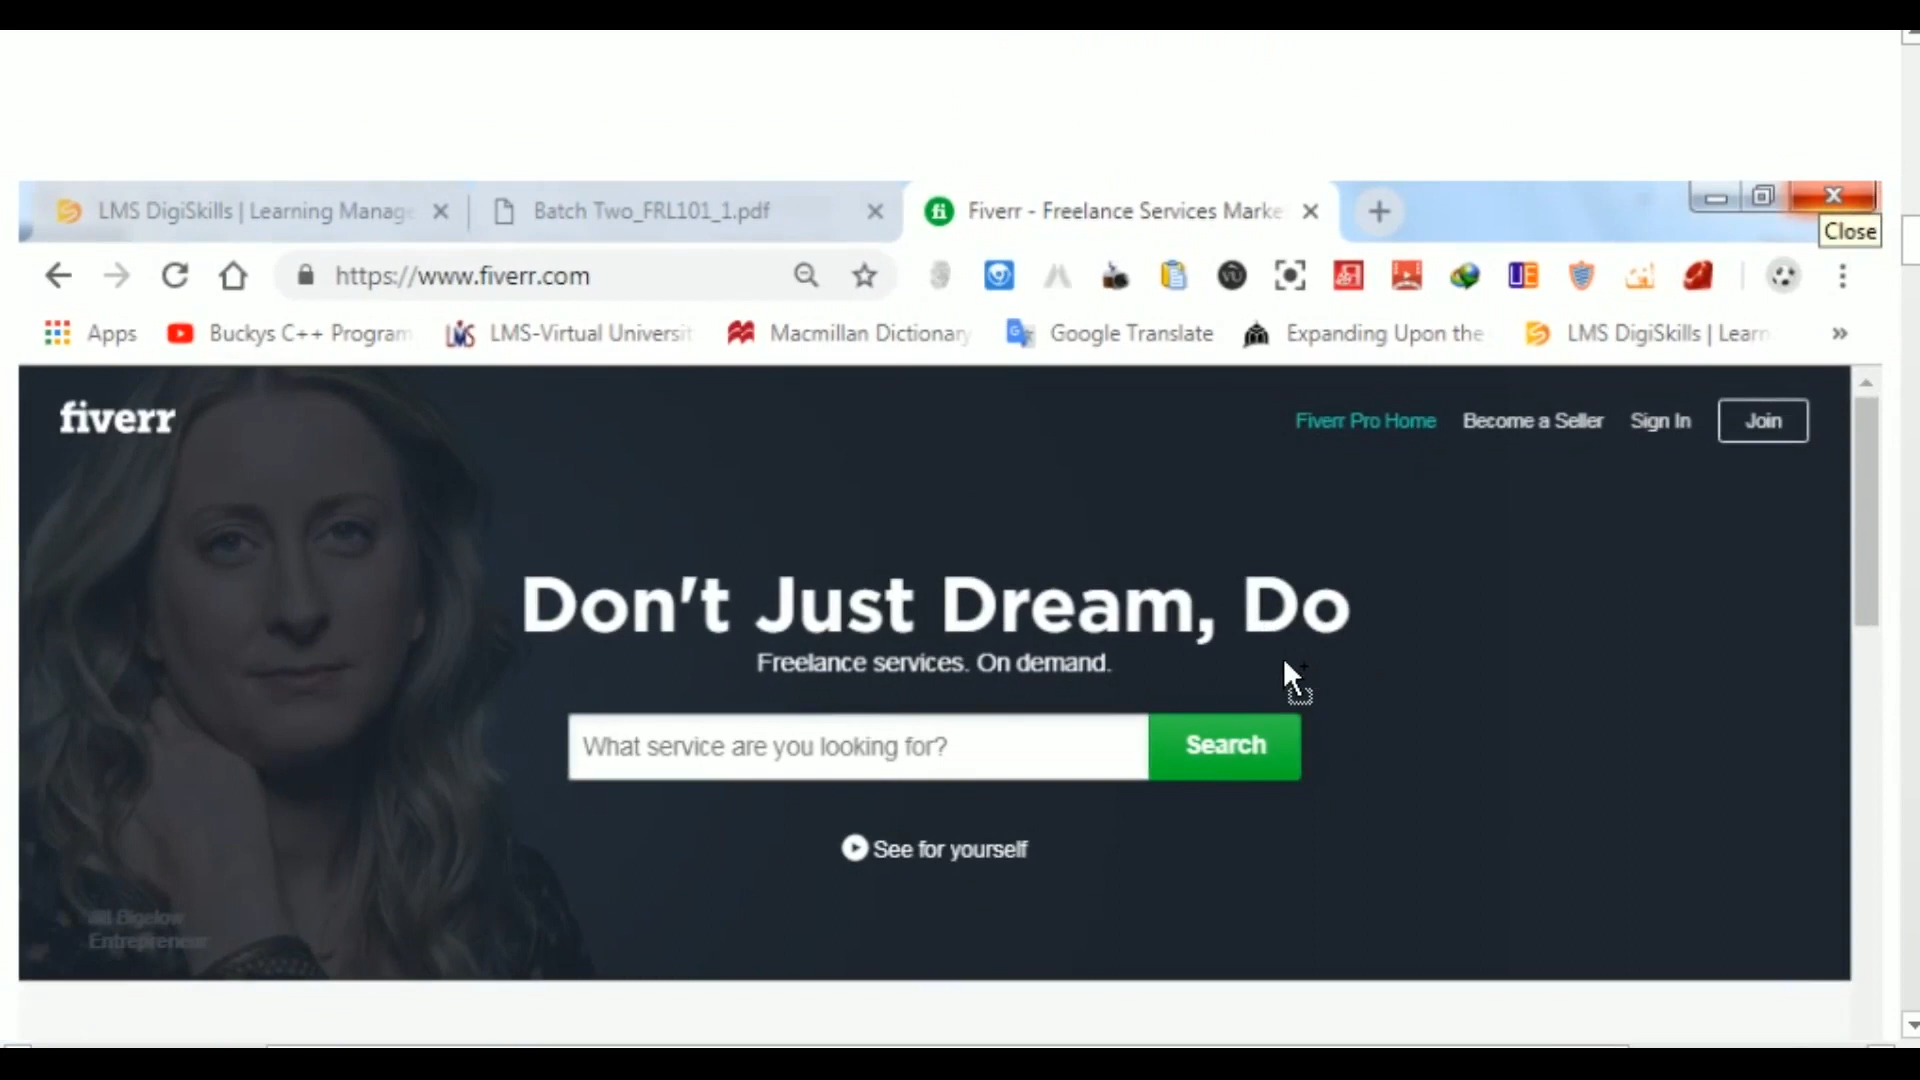 LMS DigiSkills | Learning Manage
Batch Two_FRL101_1.pdf
Fiverr - Freelance Services Marke
Close
https://www.fiverr.com
Apps
Buckys C++ Program
LMS-Virtual Universit
Macmillan Dictionary
Google Translate
Expanding Upon the
LMS DigiSkills | Learn
fiverr
Fiverr Pro Home
Become a Seller
Sign In
Join
Don't Just Dream, Do
Freelance services. On demand.
What service are you looking for?
Search
See for yourself
Bigelow
Entrepreneur